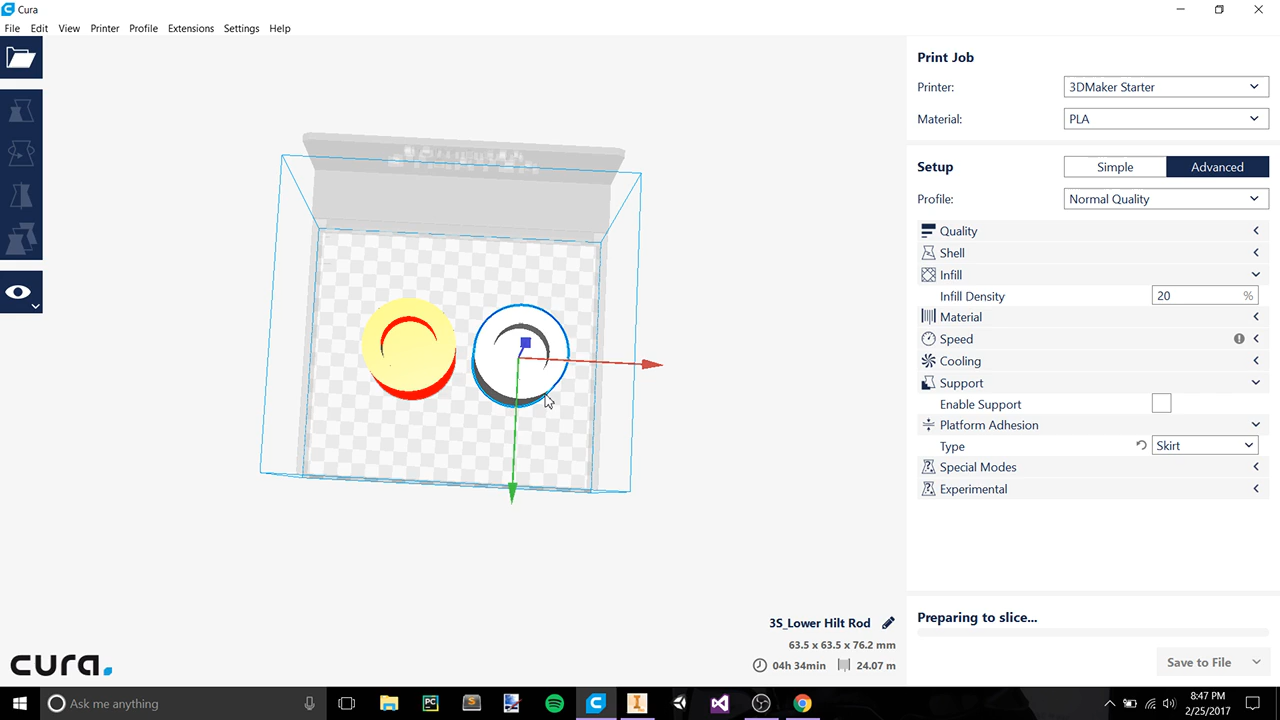 Cura
File Edit View Printer Profile Extensions Settings Help
Print Job
Printer: 3DMaker Starter
Material: PLA
Setup Simple Advanced
Profile: Normal Quality
Quality
Shell
Infill
Infill Density 20 %
Material
Speed
Cooling
Support
Enable Support
Platform Adhesion
Type Skirt
Special Modes
Experimental
3S_Lower Hilt Rod
63.5 x 63.5 x 76.2 mm
04h 34min 24.07 m
Preparing to slice...
Save to File
cura.
Ask me anything
8:47 PM
2/25/2017